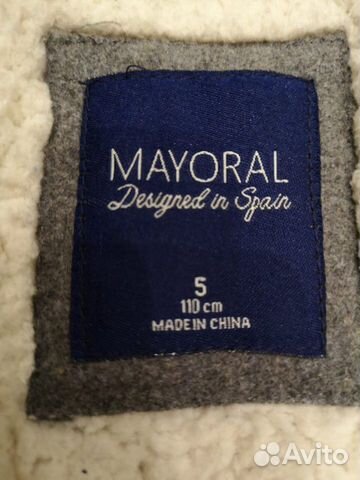 MAYORAL
Designed in Spain
5
110 cm
MADE IN CHINA
Avito